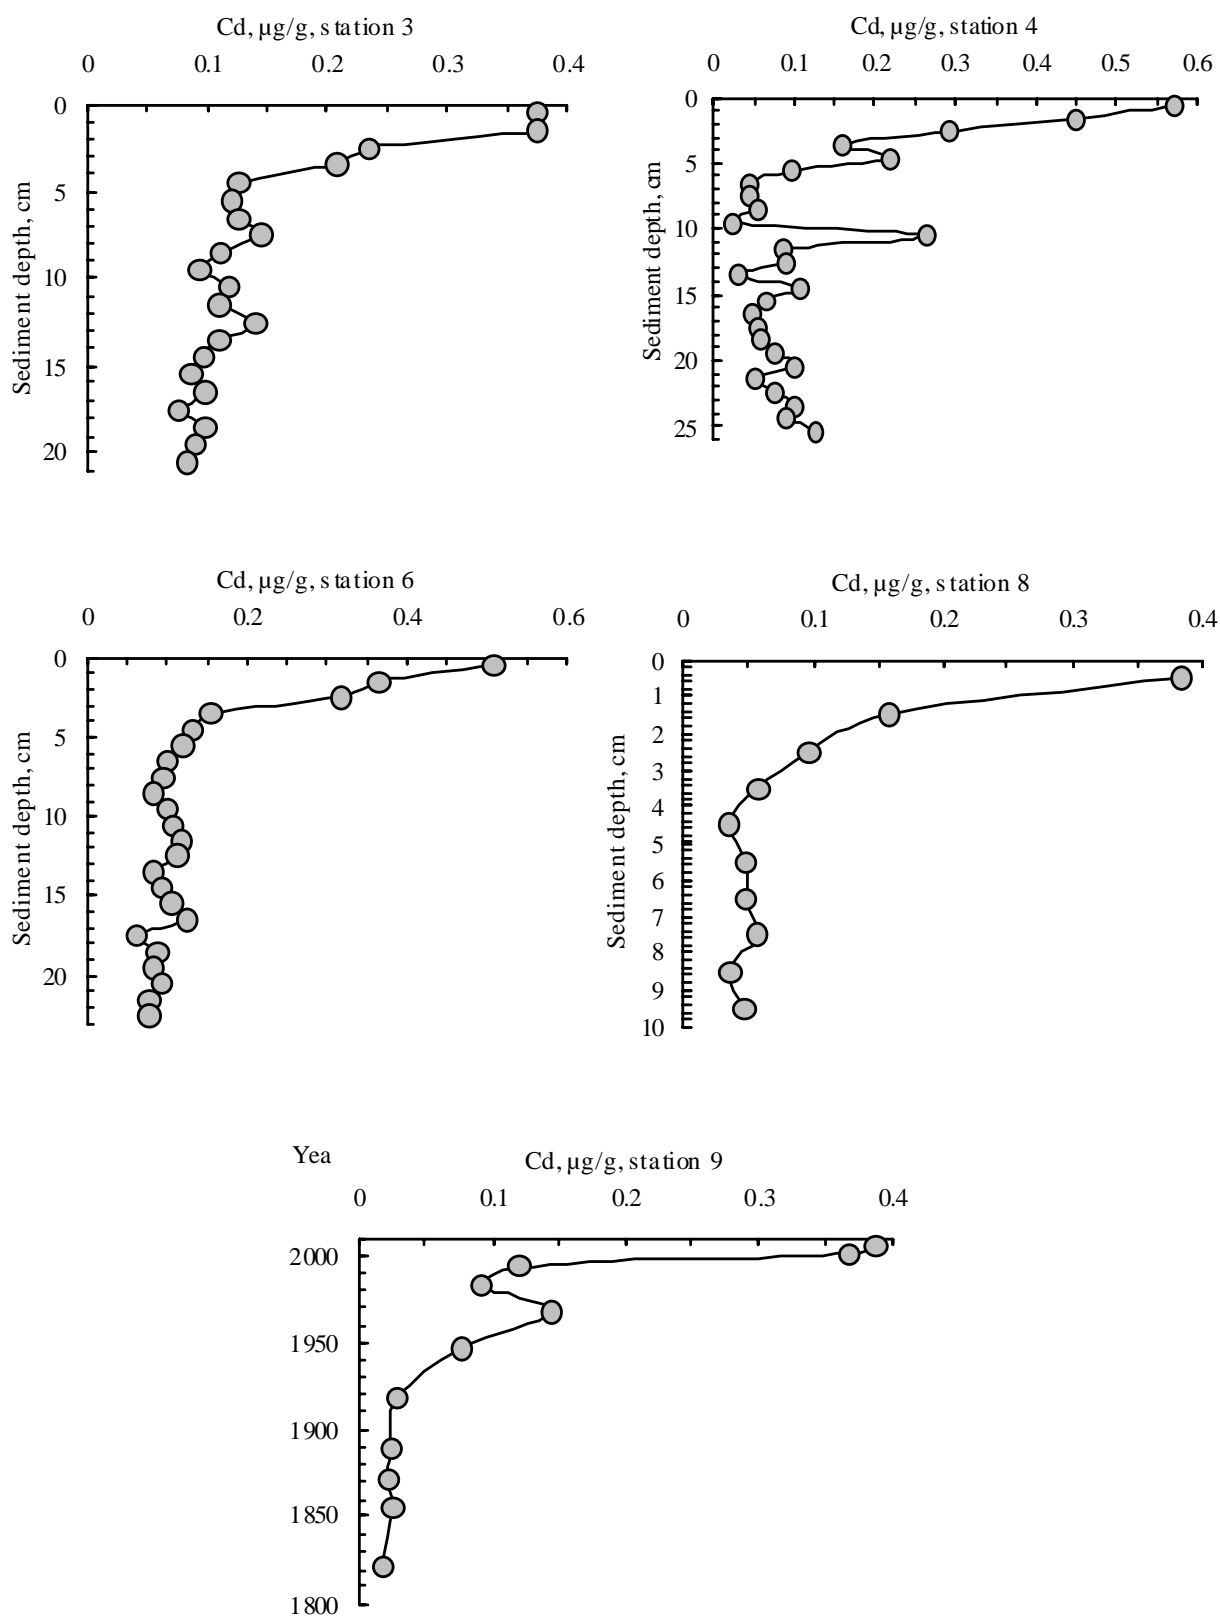 Cd, µg/g, station 3
0 0.1 0.2 0.3 0.4
0
5
10
15
20
Sediment depth, cm
Cd, µg/g, station 4
0 0.1 0.2 0.3 0.4 0.5 0.6
0
5
10
15
20
25
Sediment depth, cm
Cd, µg/g, station 6
0 0.2 0.4 0.6
0
5
10
15
20
Sediment depth, cm
Cd, µg/g, station 8
0 0.1 0.2 0.3 0.4
0
1
2
3
4
5
6
7
8
9
10
Sediment depth, cm
Yea
Cd, µg/g, station 9
0 0.1 0.2 0.3 0.4
2000
1950
1900
1850
1800